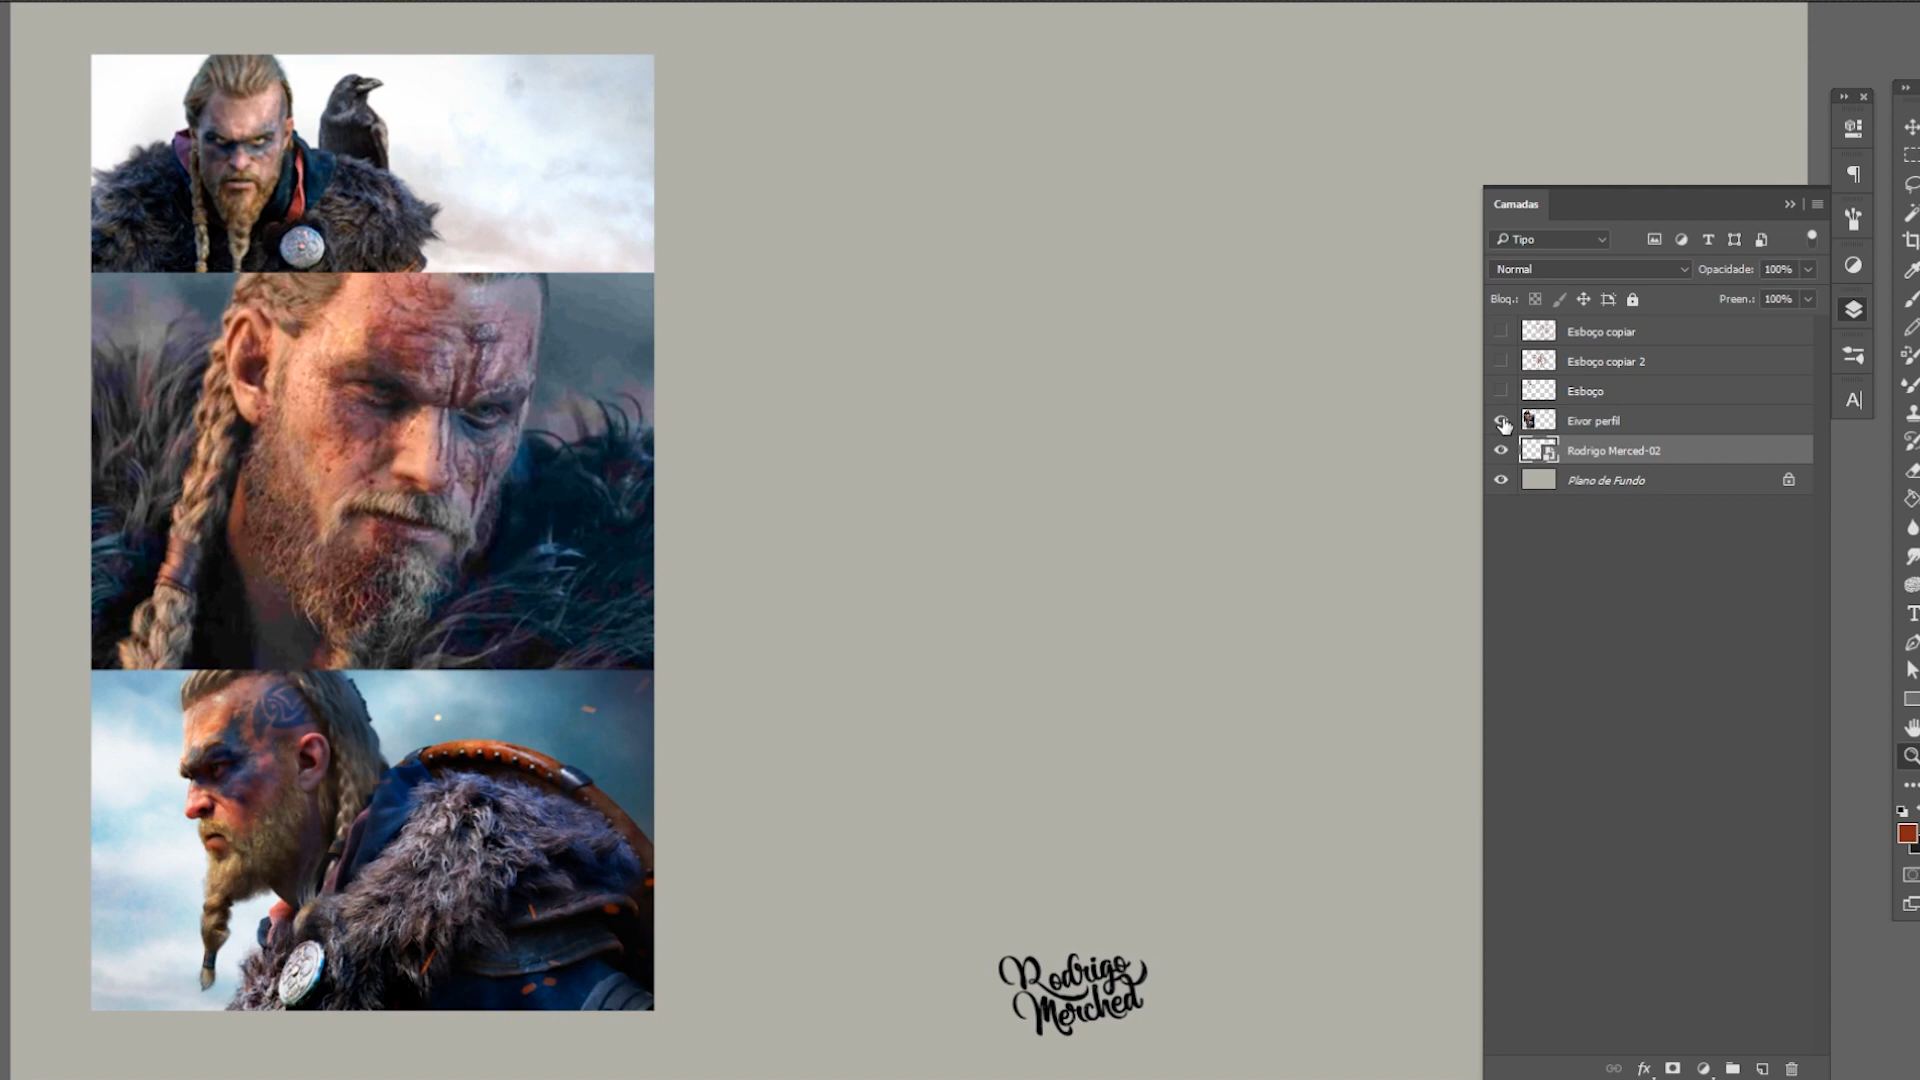 Camadas
Tipo
Normal Opacidade: 100%
Bloq.: Preen.: 100%
Esboço copiar
Esboço copiar 2
Esboço
Eivor perfil
Rodrigo Merced-02
Plano de Fundo
Rodrigo
Merched